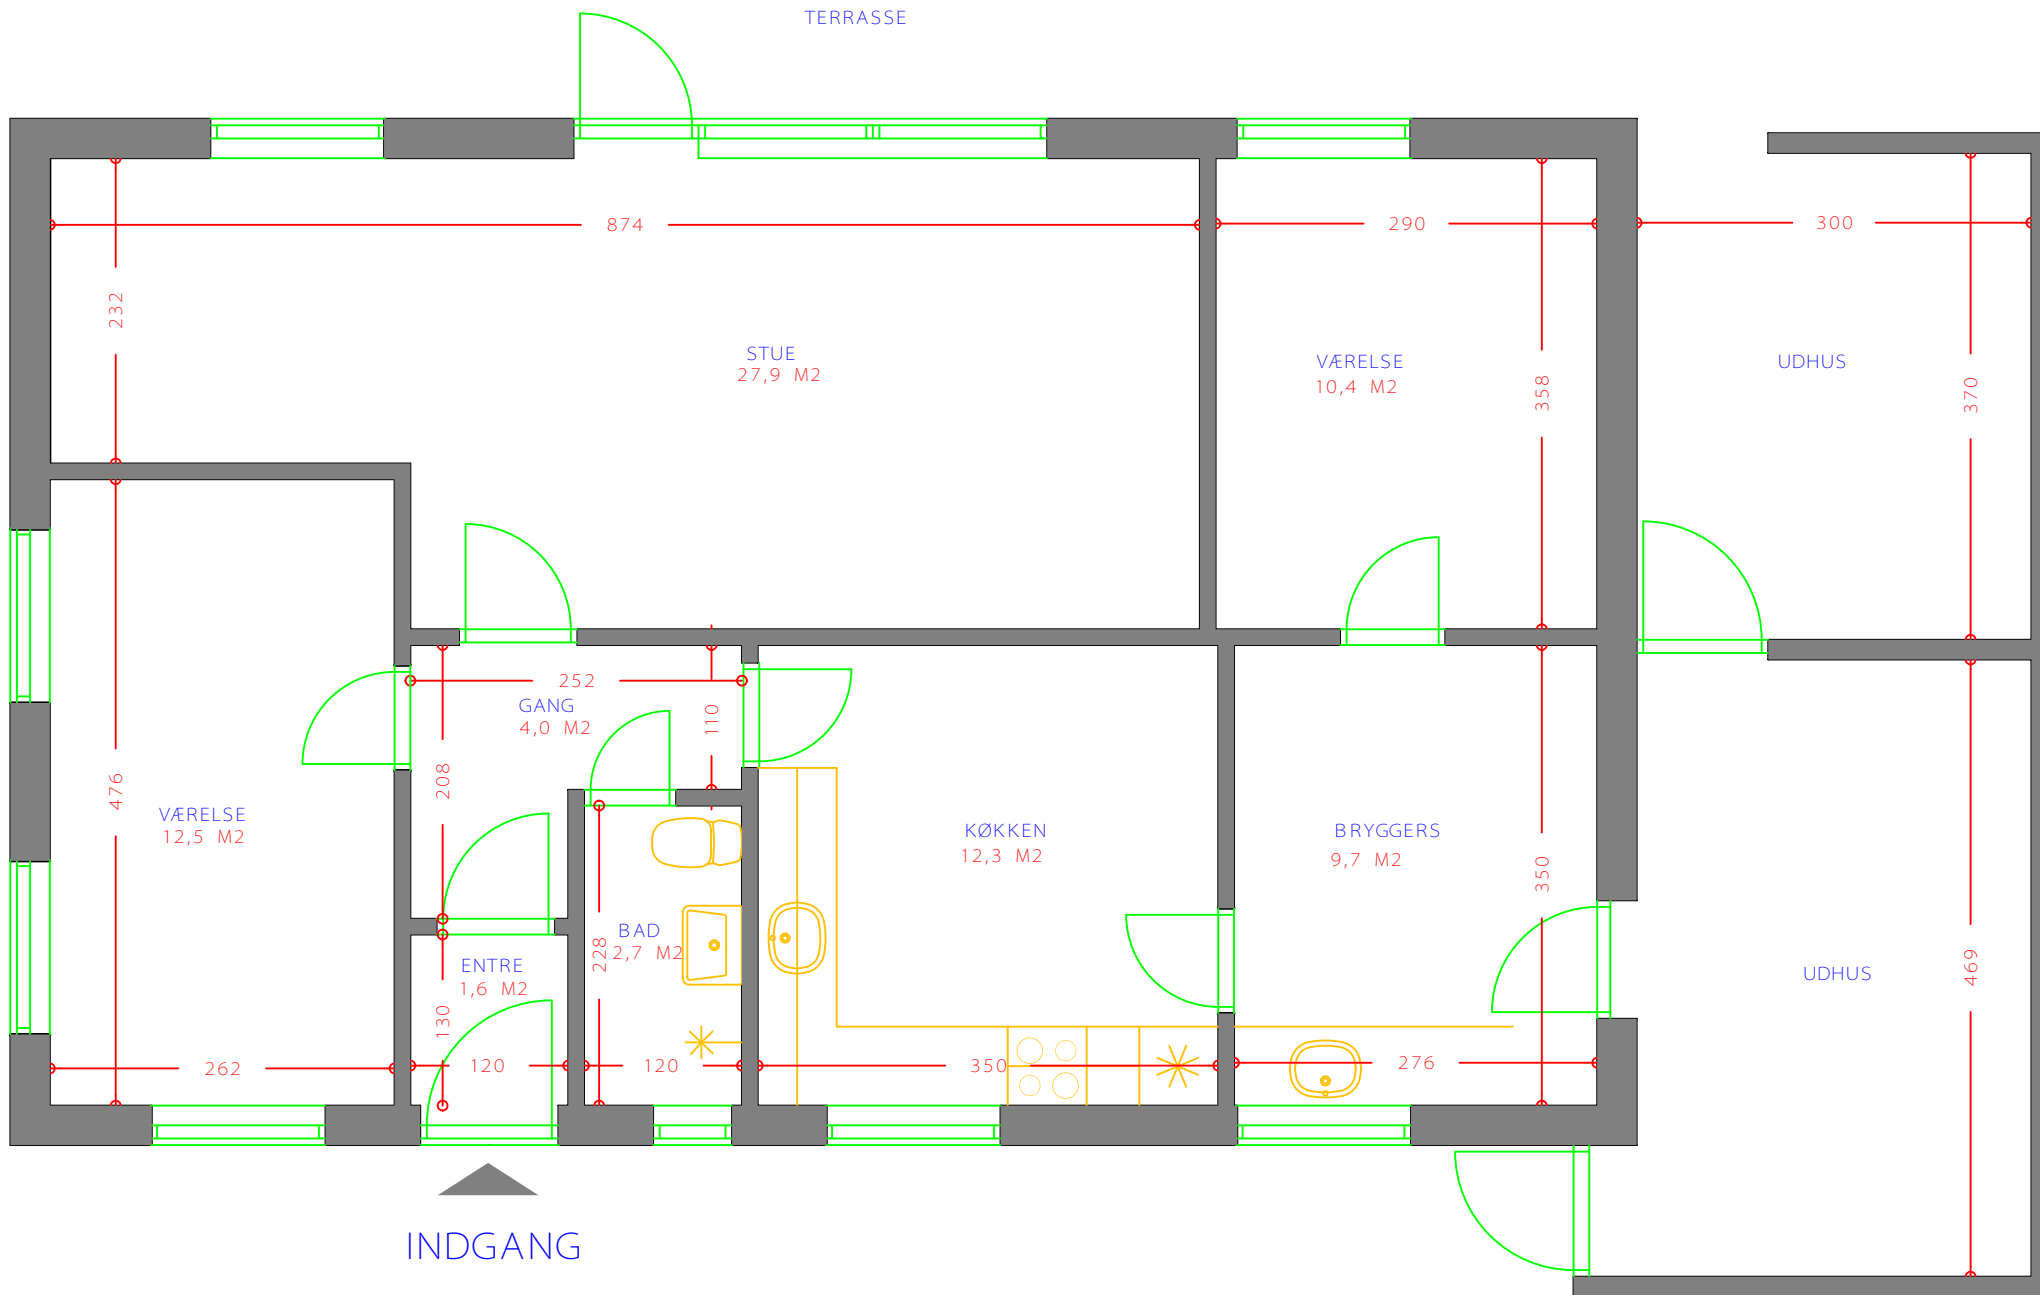 TERRASSE
874
290
300
232
STUE
27,9 M2
VÆRELSE
10,4 M2
358
UDHUS
370
252
GANG
4,0 M2
110
208
476
VÆRELSE
12,5 M2
KØKKEN
12,3 M2
BRYGGERS
9,7 M2
350
BAD
2,7 M2
228
ENTRE
1,6 M2
130
UDHUS
469
262
120
120
350
276
INDGANG